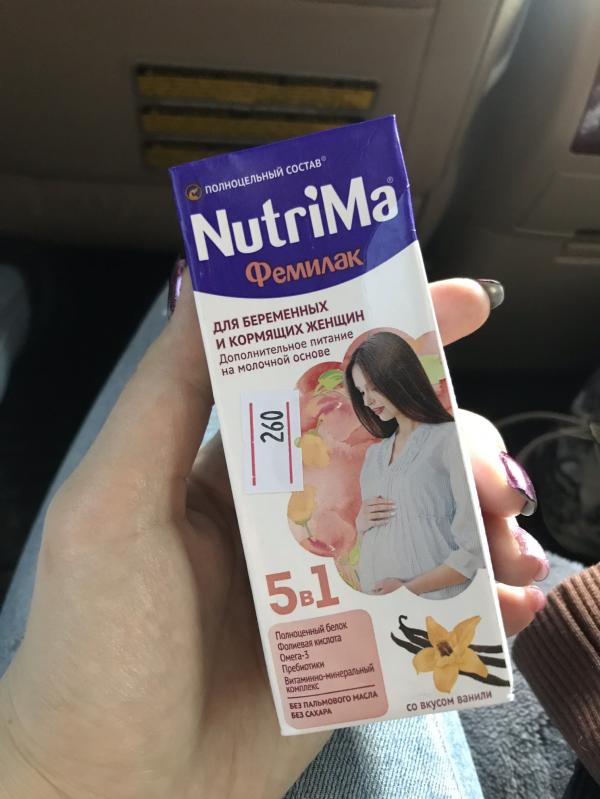 ПОЛНОЦЕЛЬНЫЙ СОСТАВ®
NutriMa®
Фемилак
ДЛЯ БЕРЕМЕННЫХ
И КОРМЯЩИХ ЖЕНЩИН
Дополнительное питание
на молочной основе
260
5в1
Полноценный белок
Фолиевая кислота
Омега-3
Пребиотики
Витаминно-минеральный
комплекс
БЕЗ ПАЛЬМОВОГО МАСЛА
БЕЗ САХАРА
со вкусом ванили